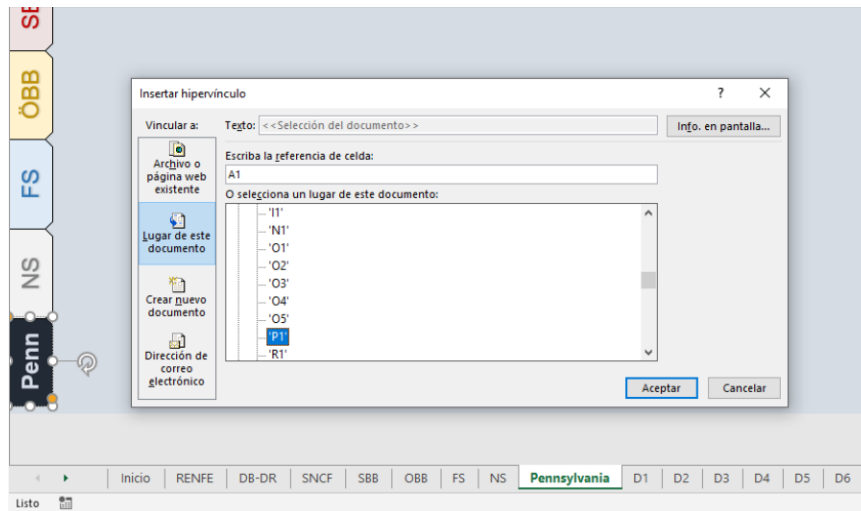 SB
ÖBB
FS
NS
Penn
Insertar hipervínculo
?
Vincular a:
Texto: <<Selección del documento>>
Info. en pantalla...
Archivo o
página web
existente
Lugar de este
documento
Crear nuevo
documento
Dirección de
correo
electrónico
Escriba la referencia de celda:
A1
O selecciona un lugar de este documento:
'I1'
'N1'
'O1'
'O2'
'O3'
'O4'
'O5'
'P1'
'R1'
Aceptar
Cancelar
Inicio RENFE DB-DR SNCF SBB OBB FS NS Pennsylvania D1 D2 D3 D4 D5 D6
Listo